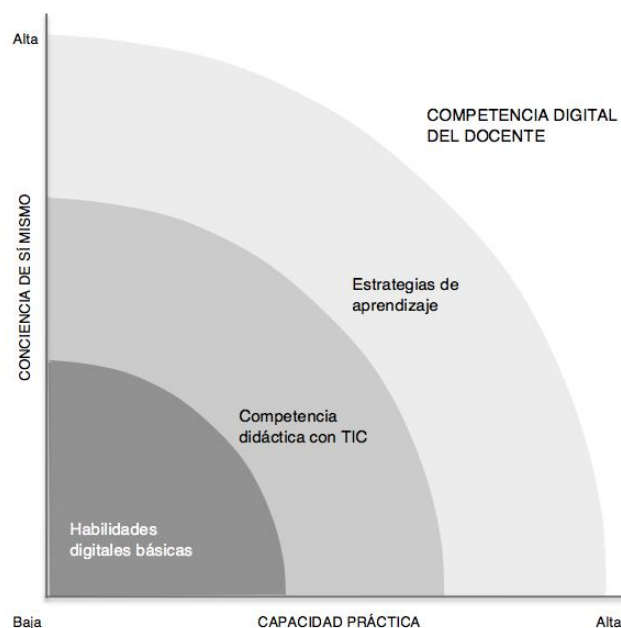 Alta
COMPETENCIA DIGITAL
DEL DOCENTE
CONCIENCIA DE SÍ MISMO
Estrategias de
aprendizaje
Competencia
didáctica con TIC
Habilidades
digitales básicas
Baja
CAPACIDAD PRÁCTICA
Alta